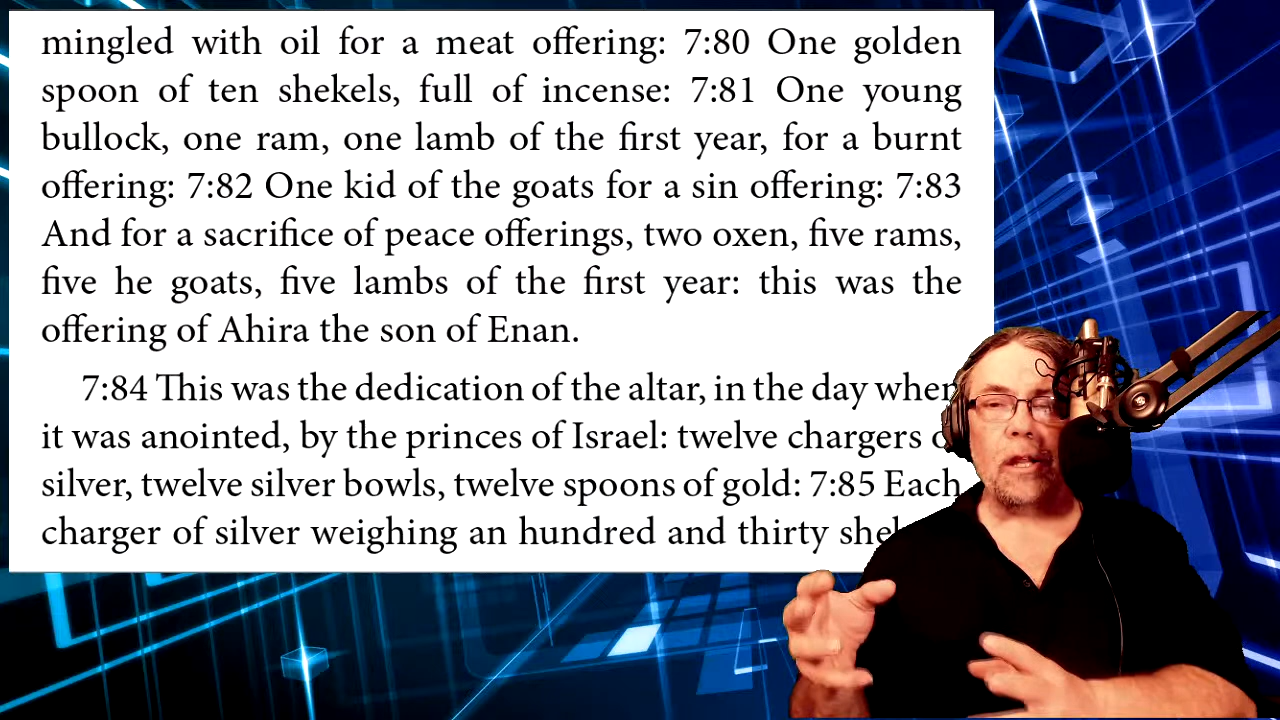 mingled with oil for a meat offering: 7:80 One golden
spoon of ten shekels, full of incense: 7:81 One young
bullock, one ram, one lamb of the first year, for a burnt
offering: 7:82 One kid of the goats for a sin offering: 7:83
And for a sacrifice of peace offerings, two oxen, five rams,
five he goats, five lambs of the first year: this was the
offering of Ahira the son of Enan.
7:84 This was the dedication of the altar, in the day when
it was anointed, by the princes of Israel: twelve chargers
silver, twelve silver bowls, twelve spoons of gold: 7:85 Each
charger of silver weighing an hundred and thirty